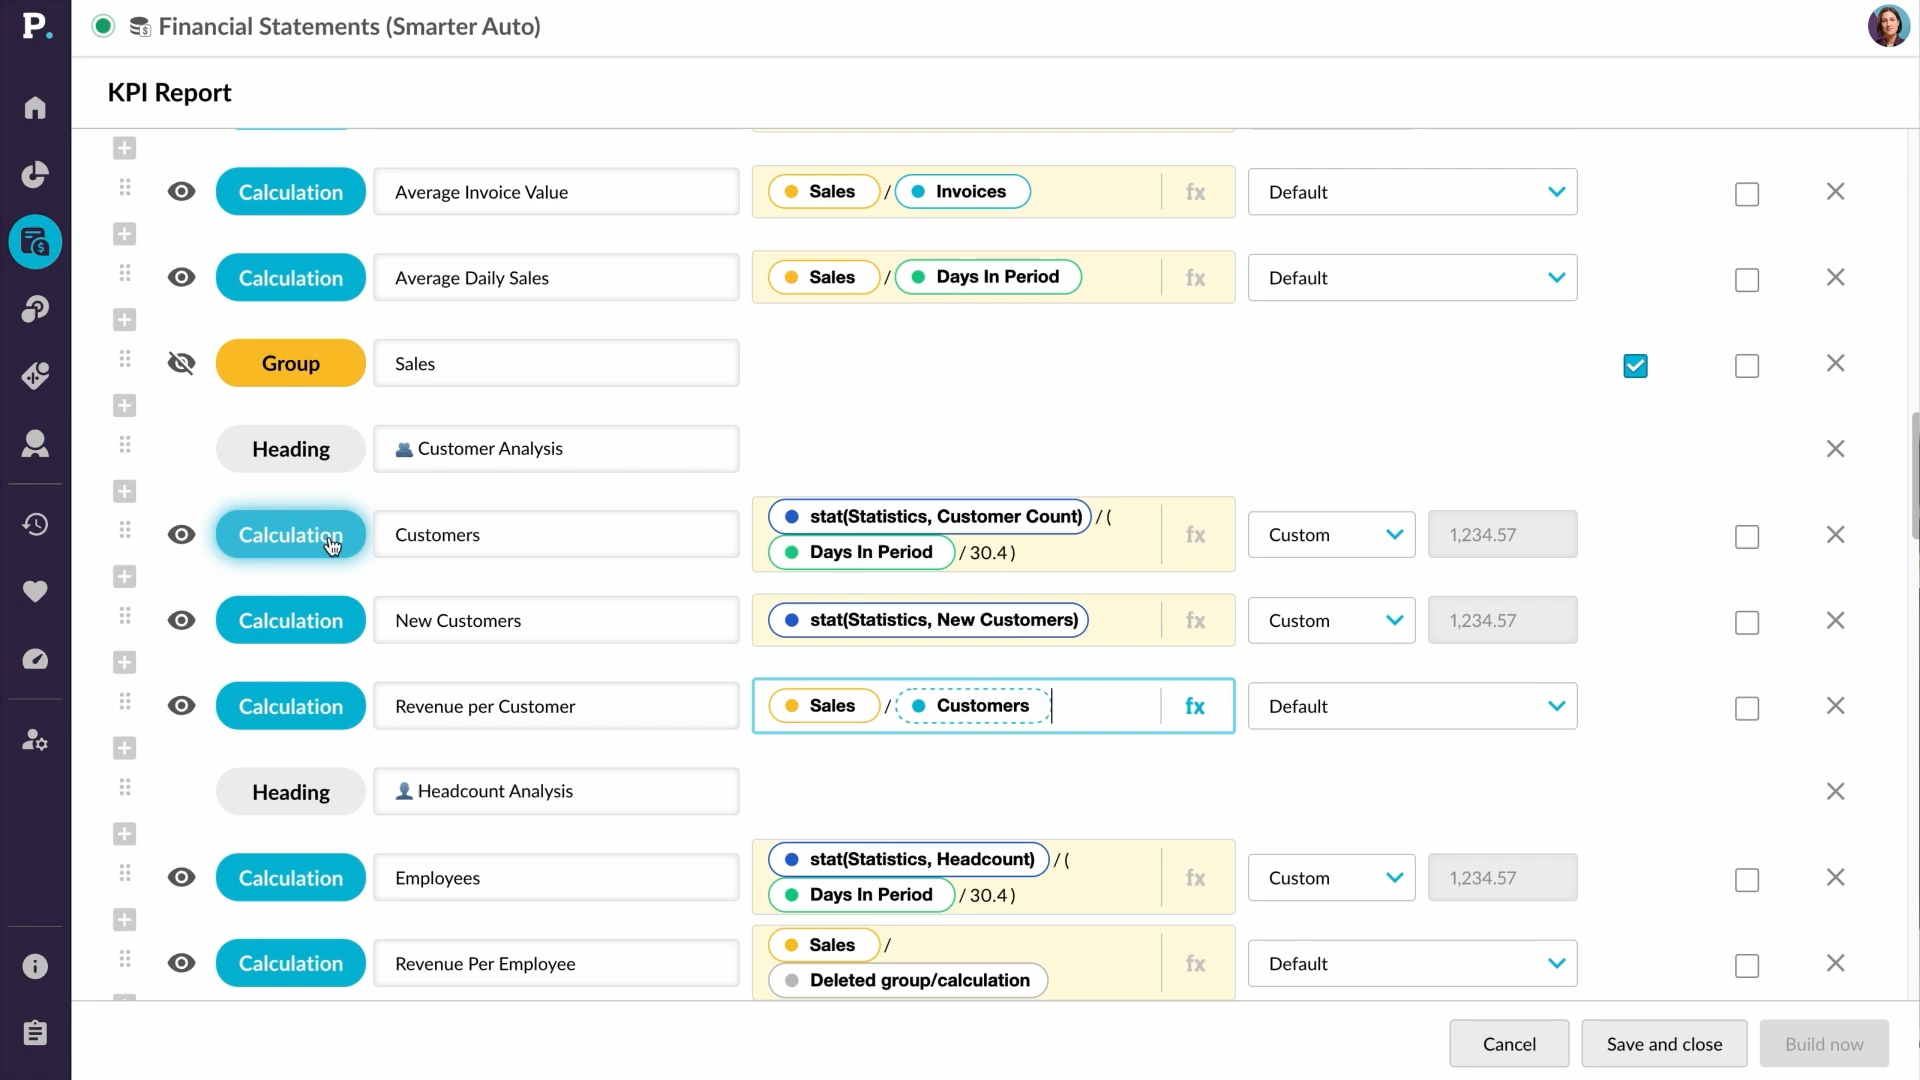 P.
Financial Statements (Smarter Auto)
KPI Report
Calculation
Average Invoice Value
Sales / Invoices
fx
Default
Calculation
Average Daily Sales
Sales / Days In Period
fx
Default
Group
Sales
Heading
Customer Analysis
Calculation
Customers
stat(Statistics, Customer Count) / (
Days In Period / 30.4 )
fx
Custom
1,234.57
Calculation
New Customers
stat(Statistics, New Customers)
fx
Custom
1,234.57
Calculation
Revenue per Customer
Sales / Customers
fx
Default
Heading
Headcount Analysis
Calculation
Employees
stat(Statistics, Headcount) / (
Days In Period / 30.4 )
fx
Custom
1,234.57
Calculation
Revenue Per Employee
Sales /
Deleted group/calculation
fx
Default
Cancel
Save and close
Build now